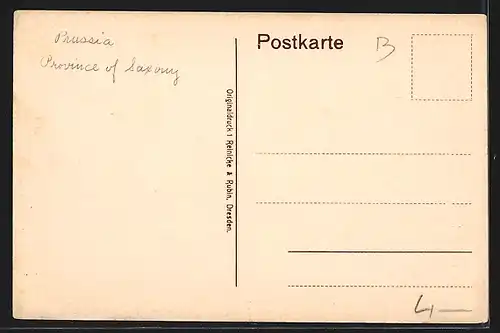 Prussia
Province of Saxony
Postkarte
B
Originaldruck: Reinicke & Rubin, Dresden.
4—